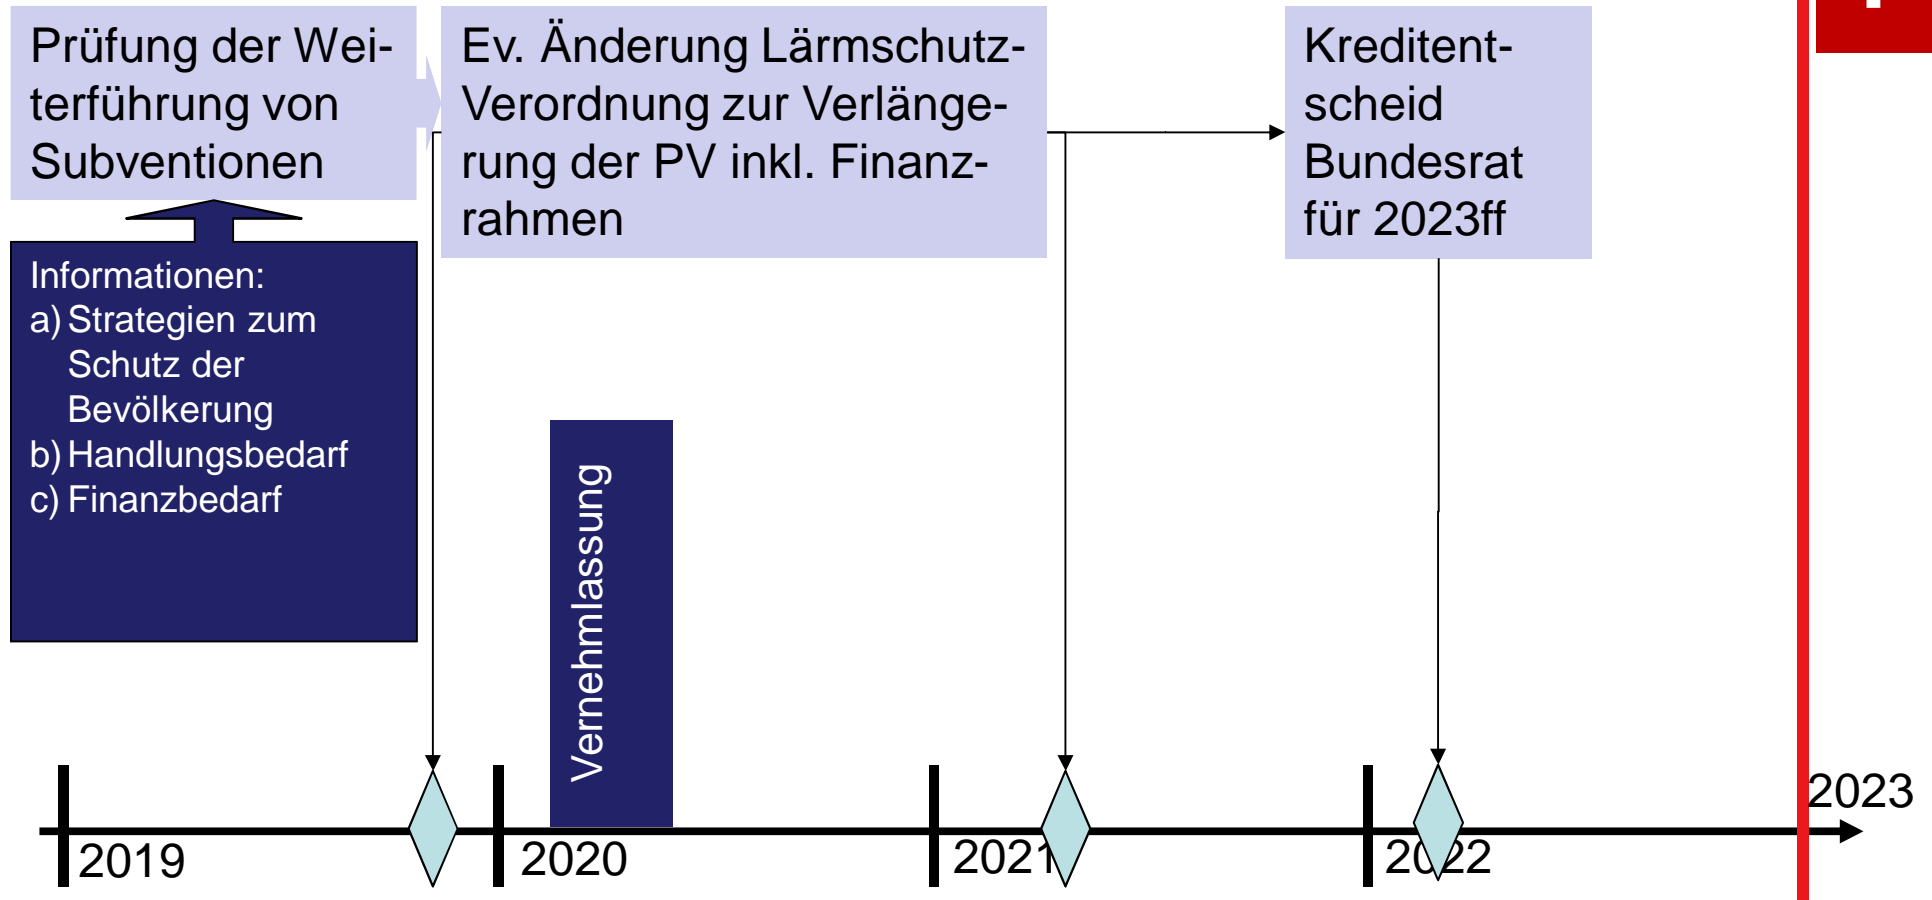 Prüfung der Wei-
terführung von
Subventionen
Ev. Änderung Lärmschutz-
Verordnung zur Verlänge-
rung der PV inkl. Finanz-
rahmen
Kreditent-
scheid
Bundesrat
für 2023ff
Informationen:
a) Strategien zum
Schutz der
Bevölkerung
b) Handlungsbedarf
c) Finanzbedarf
Vernehmlassung
2019
2020
2021
2022
2023